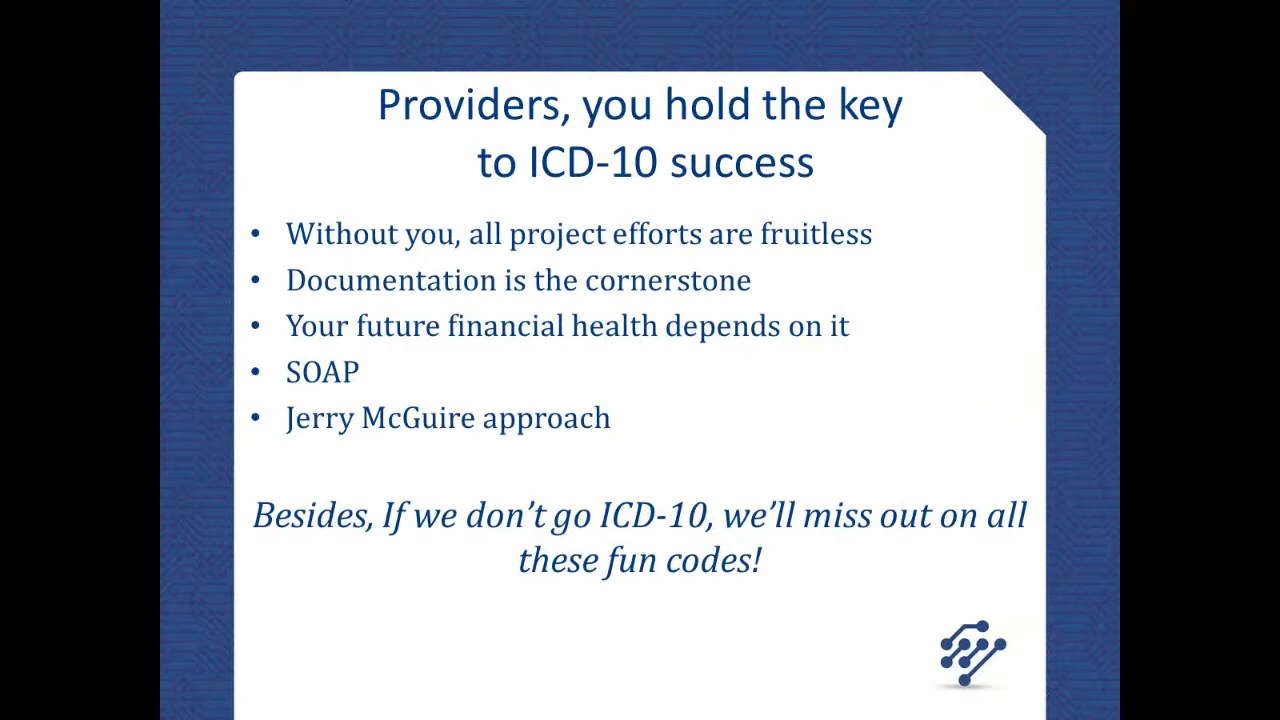 Providers, you hold the key
to ICD-10 success
• Without you, all project efforts are fruitless
• Documentation is the cornerstone
• Your future financial health depends on it
• SOAP
• Jerry McGuire approach
Besides, If we don’t go ICD-10, we’ll miss out on all
these fun codes!